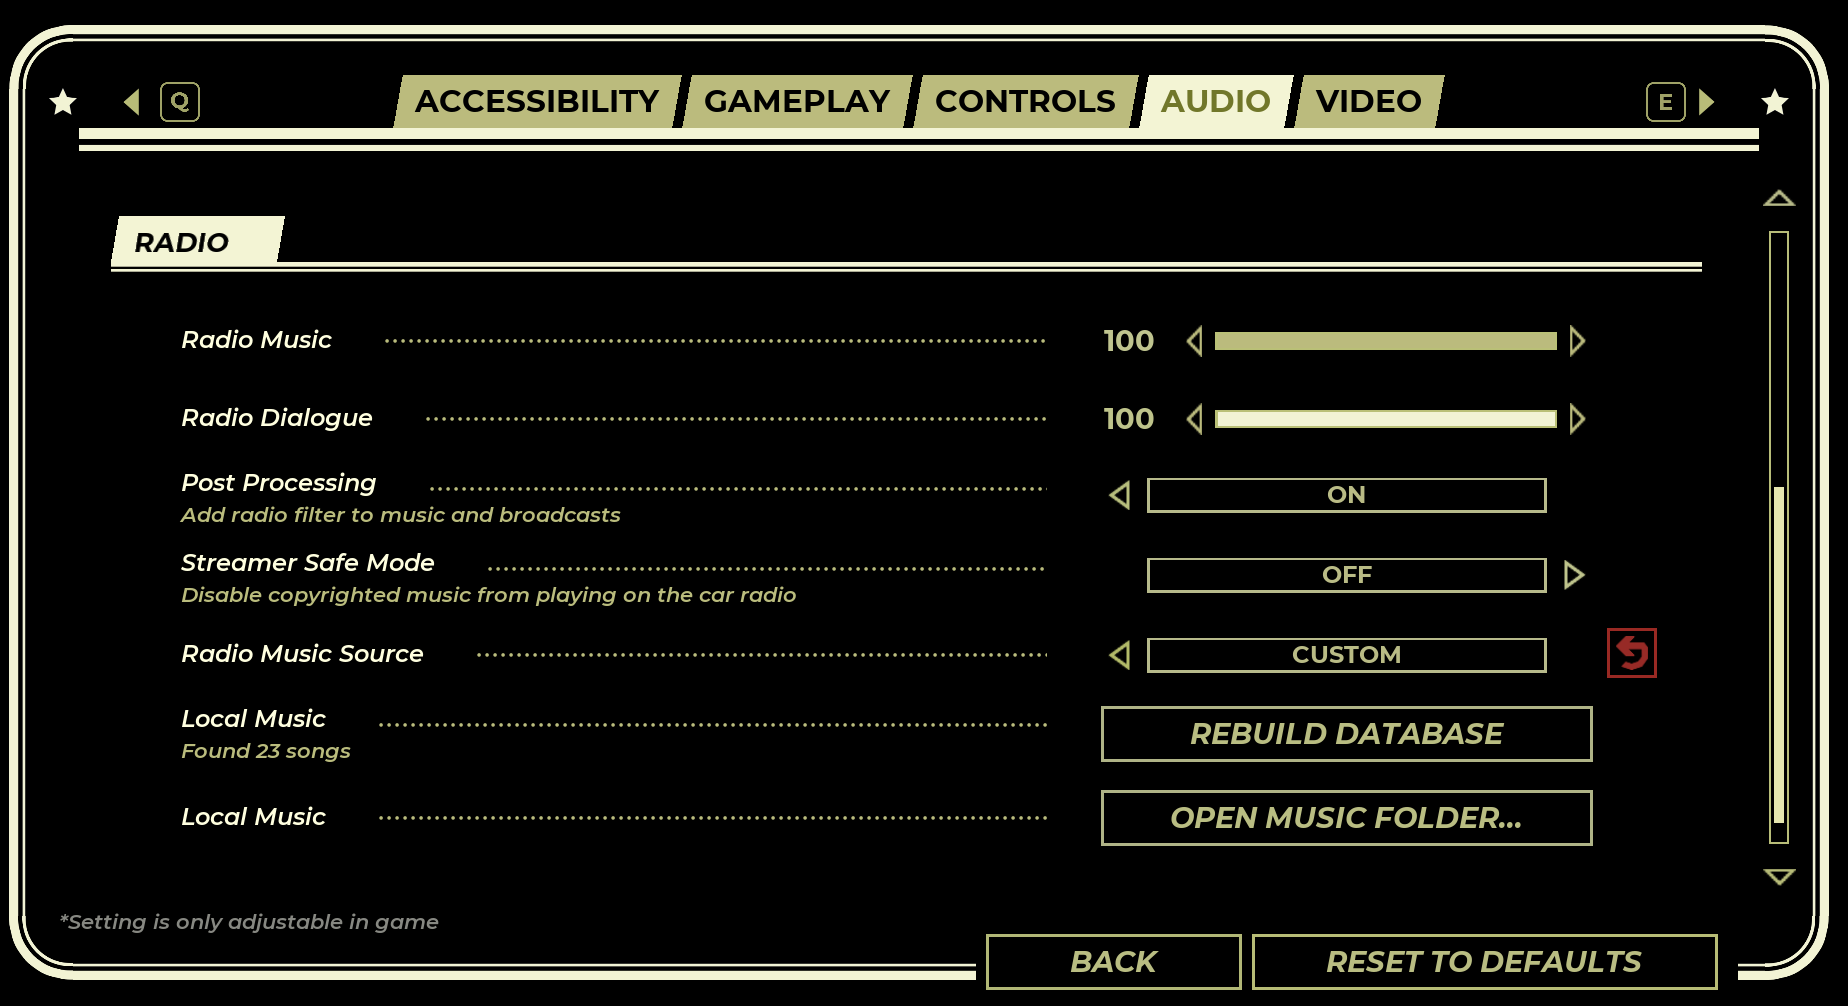 Q
ACCESSIBILITY GAMEPLAY CONTROLS AUDIO VIDEO
E
RADIO
Radio Music 100
Radio Dialogue 100
Post Processing ON
Add radio filter to music and broadcasts
Streamer Safe Mode OFF
Disable copyrighted music from playing on the car radio
Radio Music Source CUSTOM
Local Music REBUILD DATABASE
Found 23 songs
Local Music OPEN MUSIC FOLDER...
*Setting is only adjustable in game
BACK RESET TO DEFAULTS